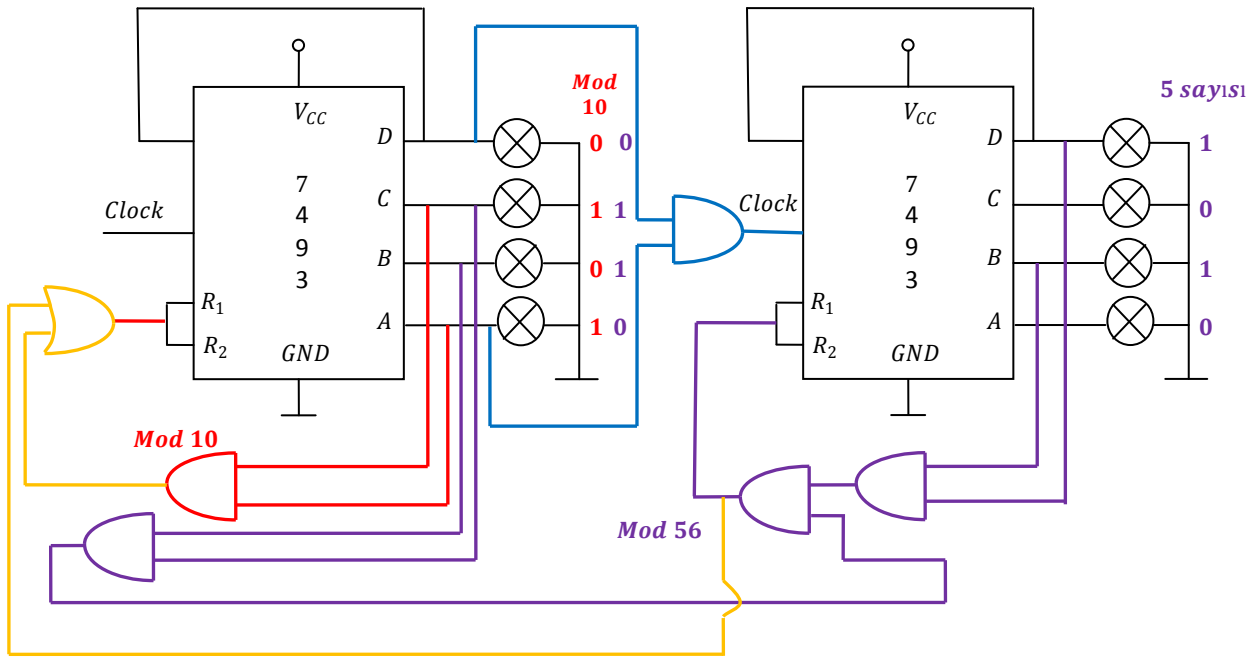 Mod
10
V_CC
7
4
9
3
D
C
B
A
Clock
R_1
R_2
GND
0 0
1 1
0 1
1 0
Mod 10
Clock
V_CC
7
4
9
3
D
C
B
A
R_1
R_2
GND
5 sayısı
1
0
1
0
Mod 56